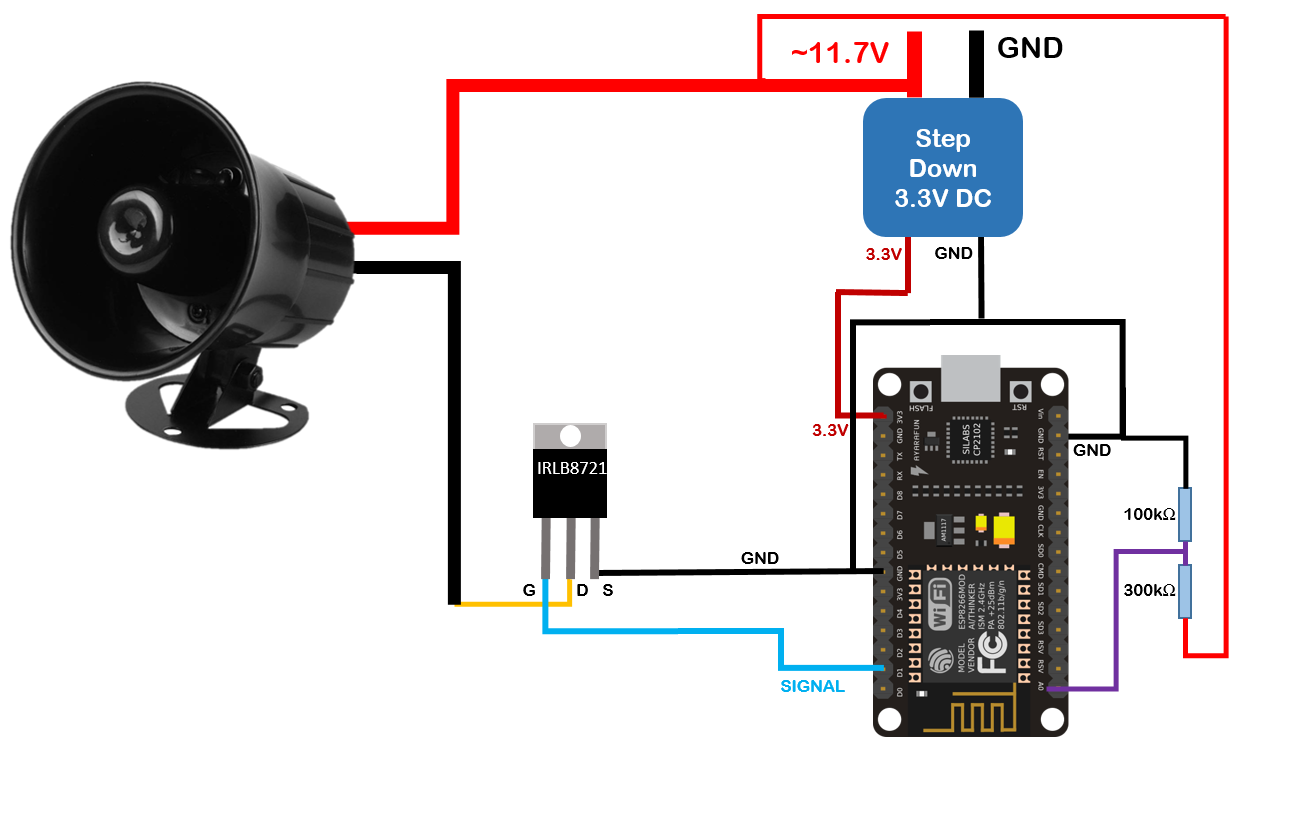 ~11.7V
GND
Step
Down
3.3V DC
3.3V
GND
3.3V
FLASH
RST
SILABS
CP2102
AYARAFUN
3V3
GND
TX
RX
D8
D7
D6
D5
GND
3V3
D4
D3
D2
D1
D0
Vin
GND
RST
EN
3V3
GND
CLK
SD0
CMD
SD1
SD2
SD3
RSV
RSV
A0
GND
IRLB8721
100kΩ
AM1117
GND
G
D
S
300kΩ
WiFi
ESP8266MOD
AI/THINKER
ISM 2.4GHz
PA +25dBm
802.11b/g/n
MODEL
VENDOR
FC
SIGNAL